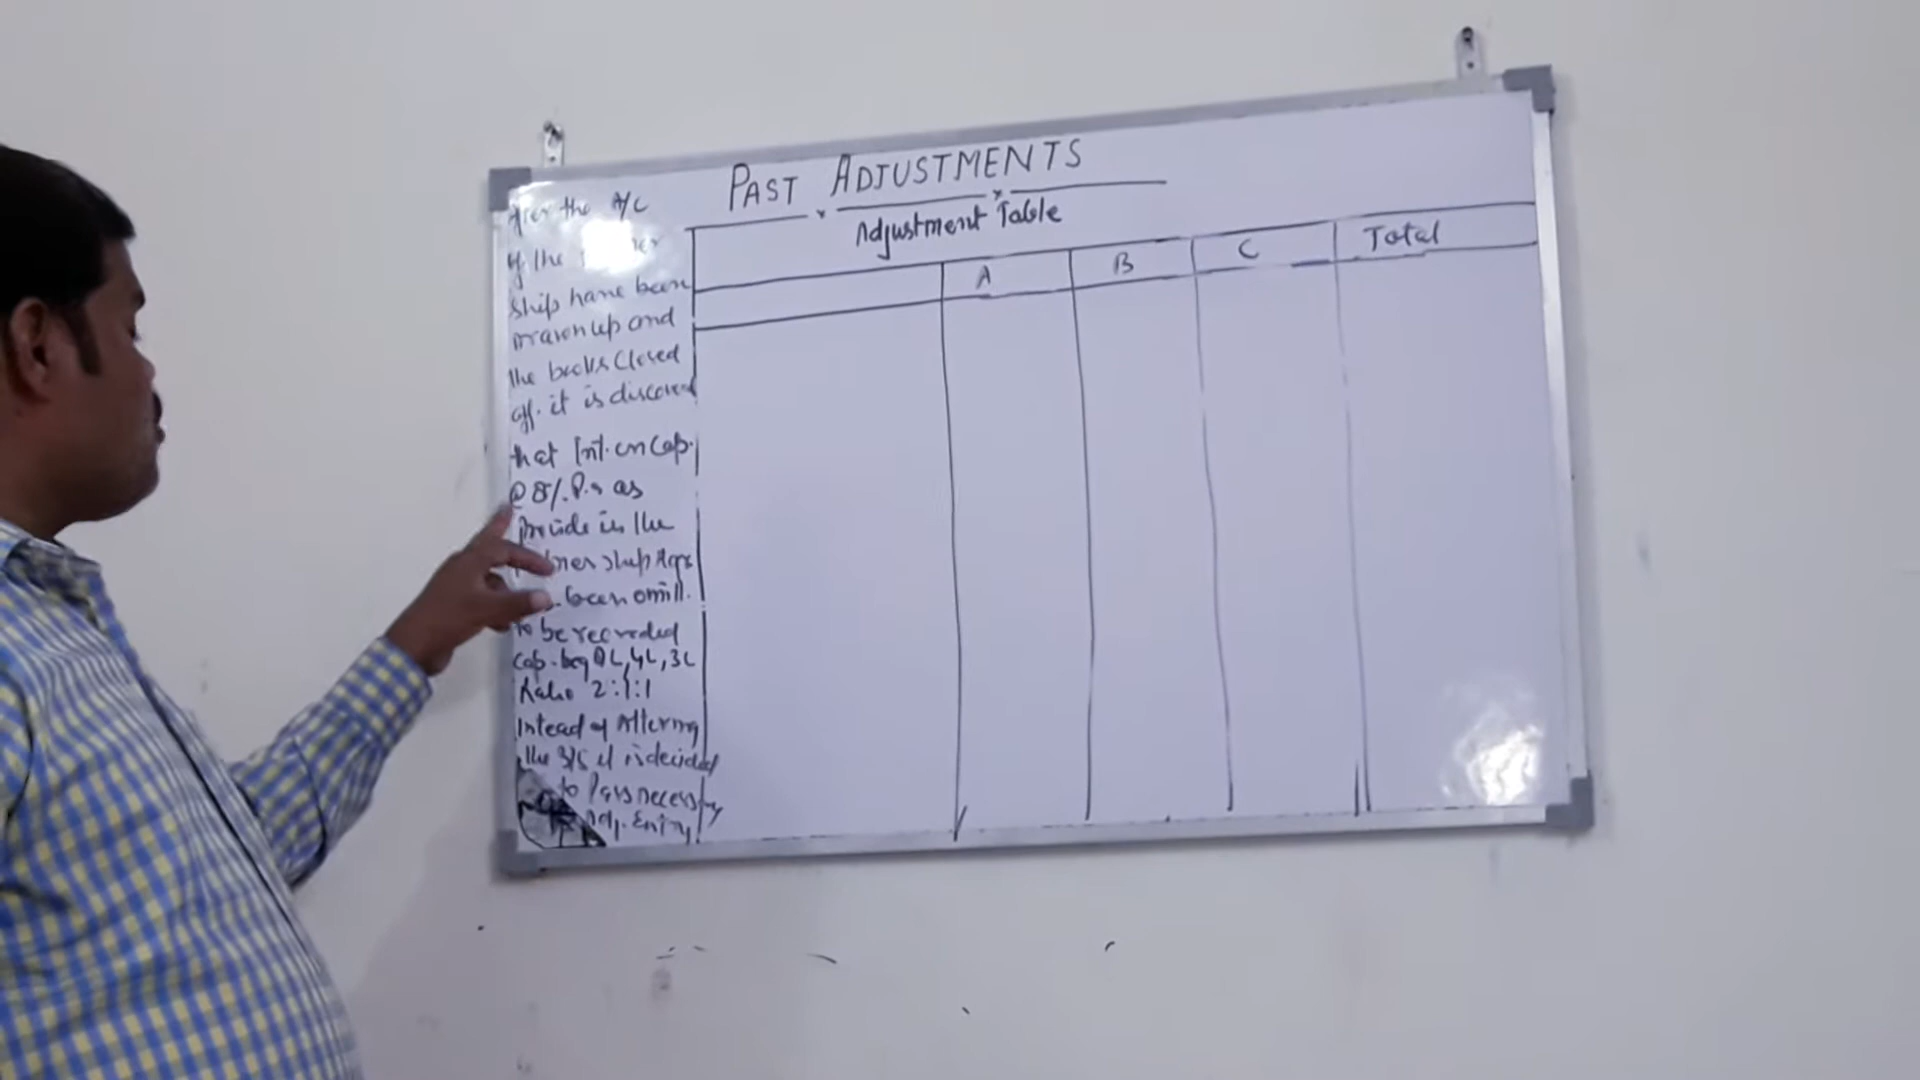 PAST ADJUSTMENTS
Adjustment Table
A B C Total
the A/C
of the
ship have been
drawn up and
the books Closed
off. it is discovered
that Int. on Cap.
@ 8%. P.a as
provide in the
been omitt.
to be recorded
Cap. beg L, 4L, 3L
Ratio 2:1:1
Intead of Altering
the B/S it is decided
to Pass necessary
Adj. Entry